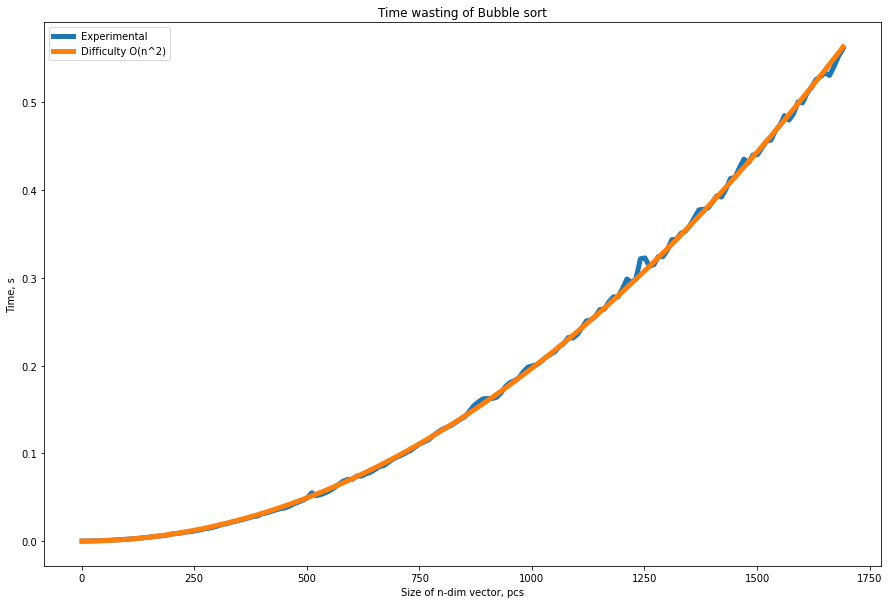 Time wasting of Bubble sort
Experimental
Difficulty O(n^2)
0.5
0.4
0.3
0.2
0.1
0.0
Time, s
0
250
500
750
1000
1250
1500
1750
Size of n-dim vector, pcs